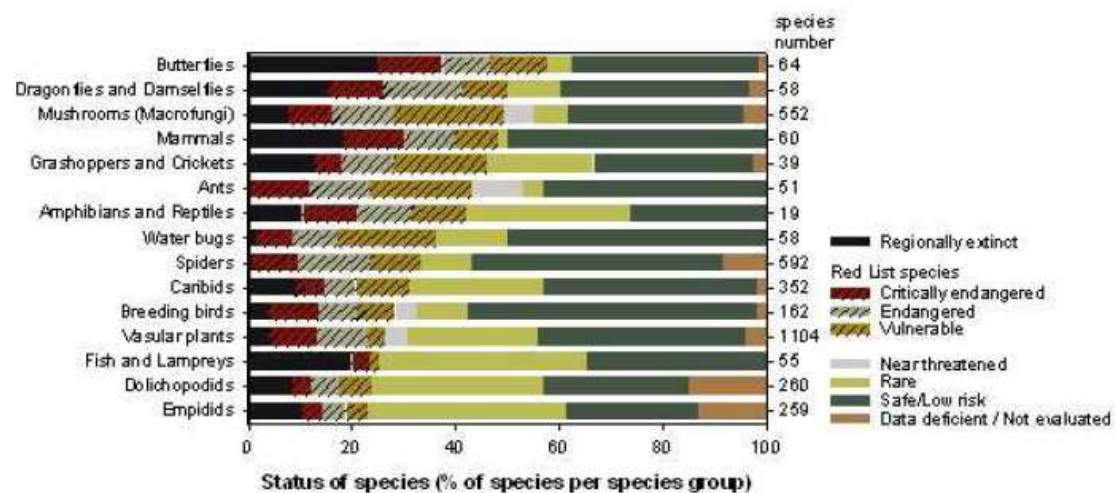 species
number
Butterflies 64
Dragonflies and Damselflies 58
Mushrooms (Macrofungi) 552
Mammals 60
Grashoppers and Crickets 39
Ants 51
Amphibians and Reptiles 19
Water bugs 58
Spiders 592
Caribids 352
Breeding birds 162
Vasular plants 1104
Fish and Lampreys 55
Dolichopodids 260
Empidids 259
0 20 40 60 80 100
Status of species (% of species per species group)
Regionally extinct
Red List species
Critically endangered
Endangered
Vulnerable
Near threatened
Rare
Safe/Low risk
Data deficient / Not evaluated